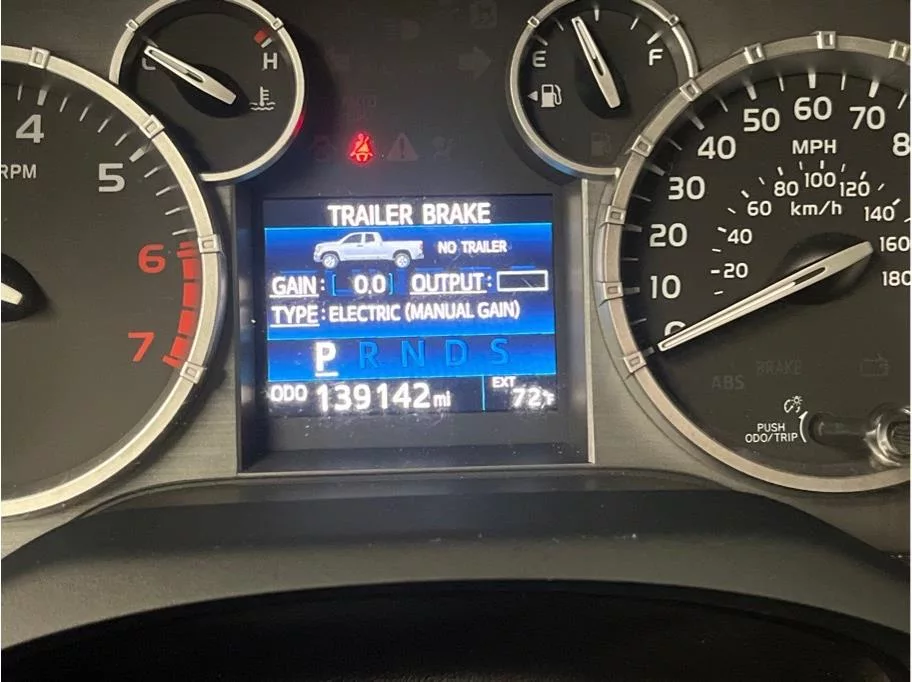 C H
E F
4
5
6
7
RPM
TRAILER BRAKE
NO TRAILER
GAIN : [ 0.0 ] OUTPUT :
TYPE : ELECTRIC (MANUAL GAIN)
P R N D S
ODO 139142 mi
EXT
72°F
0
10
20
30
40
50
60
70
8
MPH
20
40
60
80
100
120
140
160
180
km/h
ABS BRAKE
PUSH
ODO/TRIP